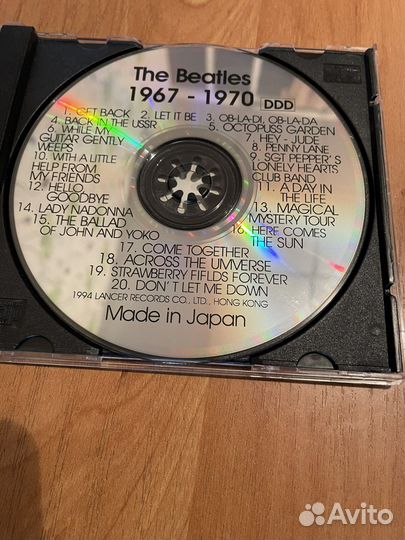 The Beatles
1967 - 1970 DDD
1. GET BACK 2. LET IT BE 3. OB-LA-DI, OB-LA-DA
4. BACK IN THE USSR 5. OCTOPUSS GARDEN
6. WHILE MY GUITAR GENTLY WEEPS
7. HEY - JUDE
8. PENNY LANE
9. SGT PEPPER'S LONELY HEARTS CLUB BAND
10. WITH A LITTLE HELP FROM MY FRIENDS
11. A DAY IN THE LIFE
12. HELLO GOODBYE
13. MAGICAL MYSTERY TOUR
14. LADY NADONNA
15. THE BALLAD OF JOHN AND YOKO
16. HERE COMES THE SUN
17. COME TOGETHER
18. ACROSS THE UMVERSE
19. STRAWBERRY FIFLDS FOREVER
20. DON'T LET ME DOWN
1994 LANCER RECORDS CO., LTD., HONG KONG
Made in Japan
Avito